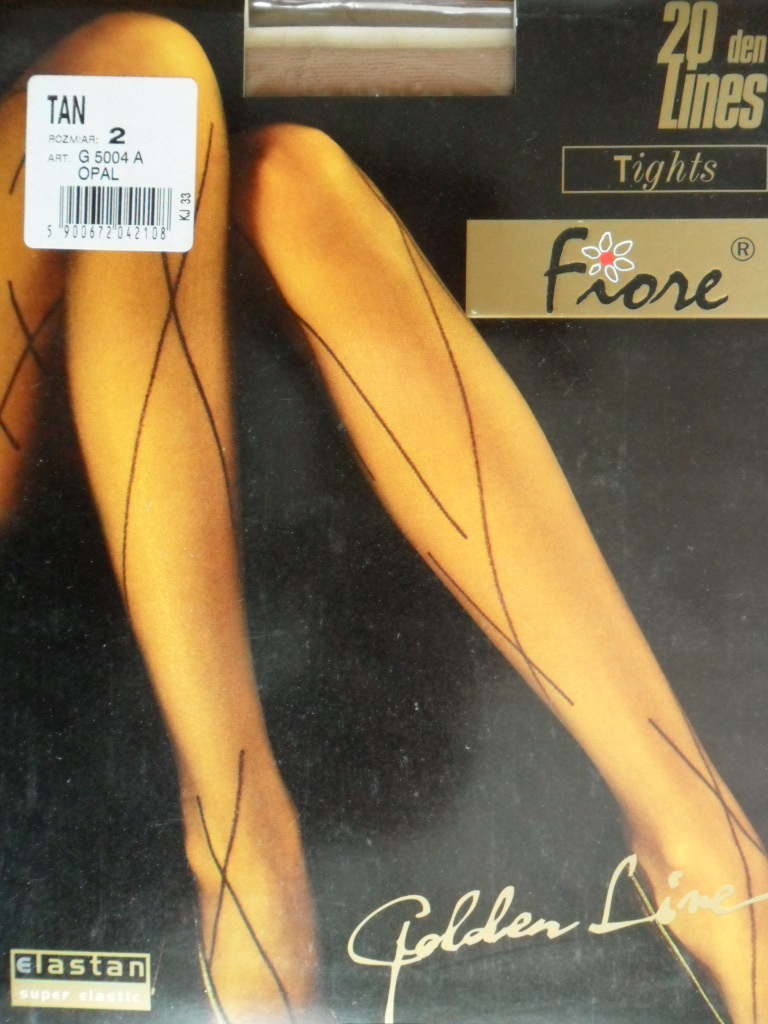 20 den
Lines
Tights
Fiore ®
TAN
ROZMIAR: 2
ART. G 5004 A
OPAL
KJ 33
5 900672 042108
Golden Line
elastan
super elastic